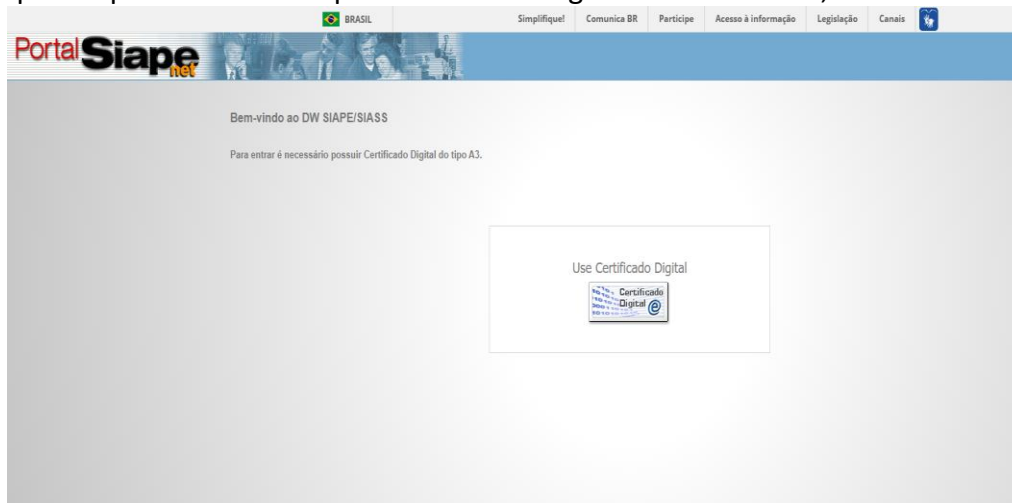 BRASIL Simplifique! Comunica BR Participe Acesso à informação Legislação Canais
Portal Siape net
Bem-vindo ao DW SIAPE/SIASS
Para entrar é necessário possuir Certificado Digital do tipo A3.
Use Certificado Digital
Certificado
Digital e